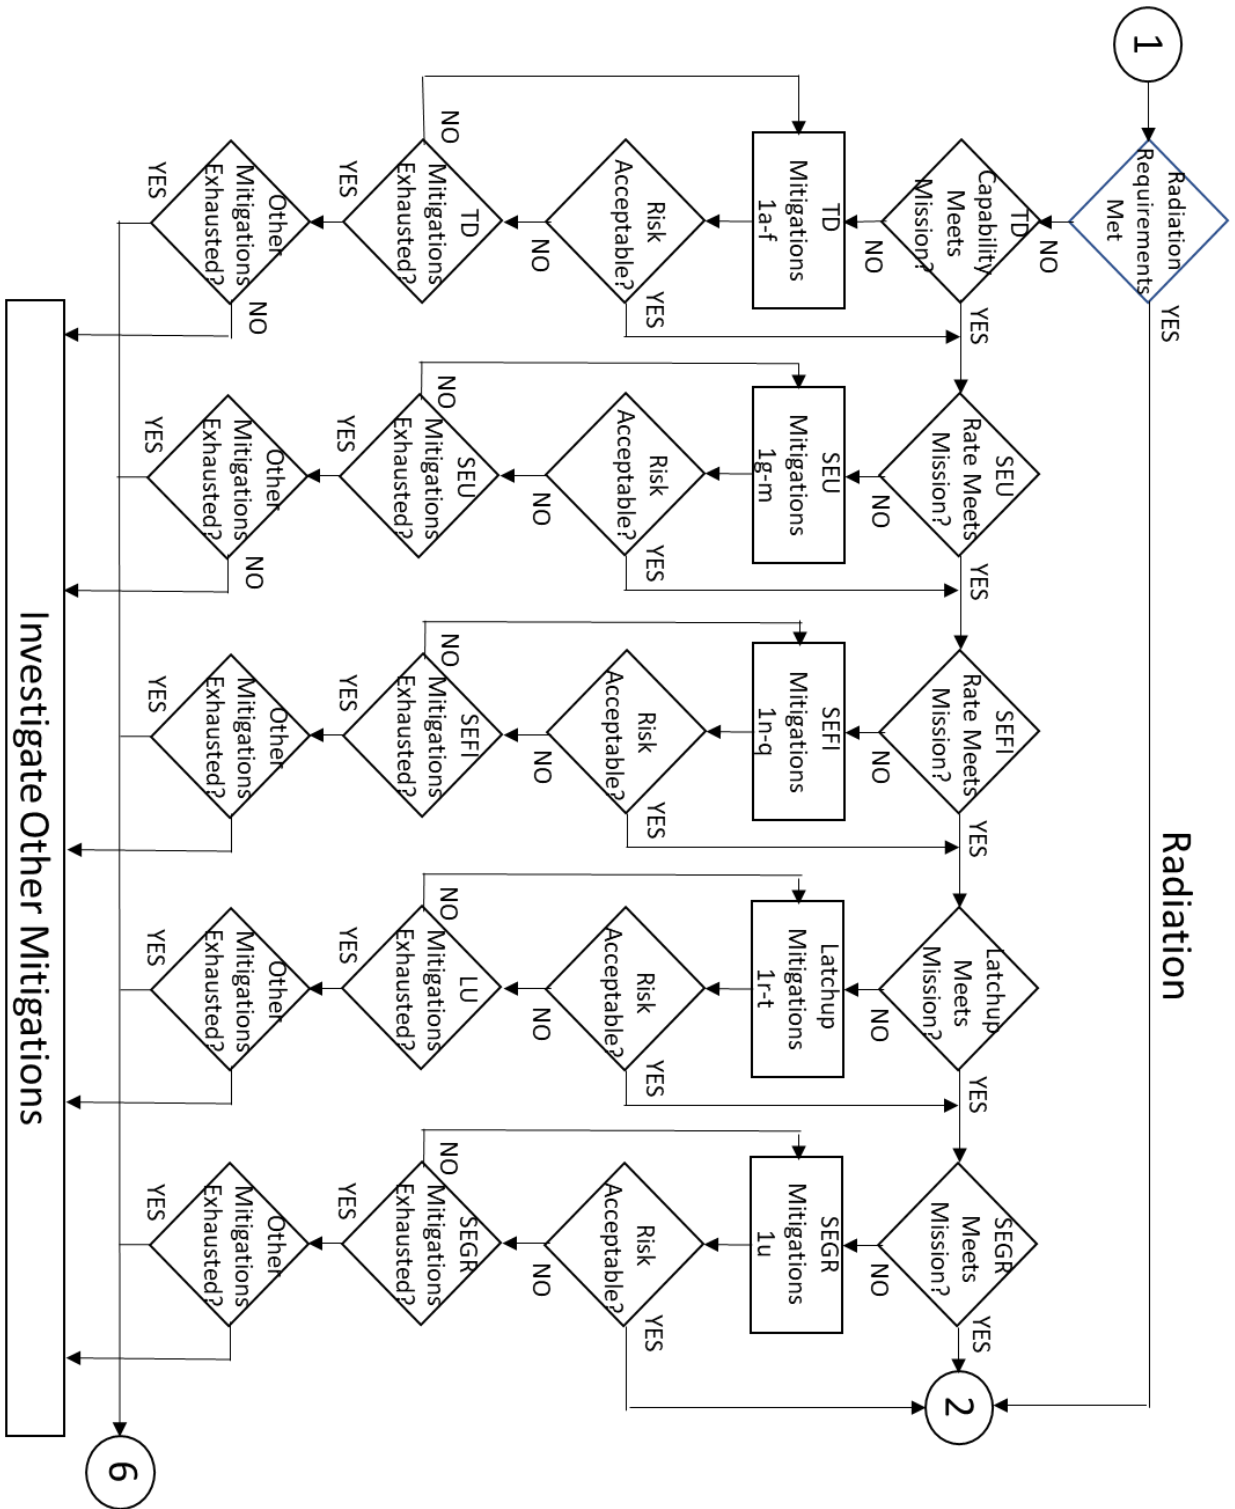 Radiation
1
Radiation
Requirements
Met
YES
NO
TD
Capability
Meets
Mission?
YES
NO
SEU
Rate Meets
Mission?
YES
NO
SEFI
Rate Meets
Mission?
YES
NO
Latchup
Meets
Mission?
YES
NO
SEGR
Meets
Mission?
YES
NO
2
TD
Mitigations
1a-f
SEU
Mitigations
1g-m
SEFI
Mitigations
1n-q
Latchup
Mitigations
1r-t
SEGR
Mitigations
1u
Risk
Acceptable?
YES
NO
Risk
Acceptable?
YES
NO
Risk
Acceptable?
YES
NO
Risk
Acceptable?
YES
NO
Risk
Acceptable?
YES
NO
NO
TD
Mitigations
Exhausted?
YES
NO
SEU
Mitigations
Exhausted?
YES
NO
SEFI
Mitigations
Exhausted?
YES
NO
LU
Mitigations
Exhausted?
YES
NO
SEGR
Mitigations
Exhausted?
YES
Other
Mitigations
Exhausted?
NO
YES
Other
Mitigations
Exhausted?
NO
YES
Other
Mitigations
Exhausted?
YES
Other
Mitigations
Exhausted?
YES
Other
Mitigations
Exhausted?
YES
6
Investigate Other Mitigations